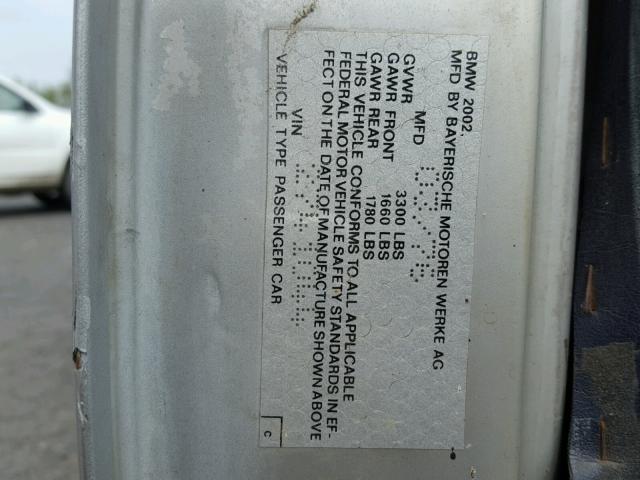 BMW 2002.
MFD BY BAYERISCHE MOTOREN WERKE AG
MFD
GVWR 3300 LBS
GAWR FRONT 1660 LBS
GAWR REAR 1780 LBS
THIS VEHICLE CONFORMS TO ALL APPLICABLE
FEDERAL MOTOR VEHICLE SAFETY STANDARDS IN EF-
FECT ON THE DATE OF MANUFACTURE SHOWN ABOVE
VIN
VEHICLE TYPE PASSENGER CAR
C